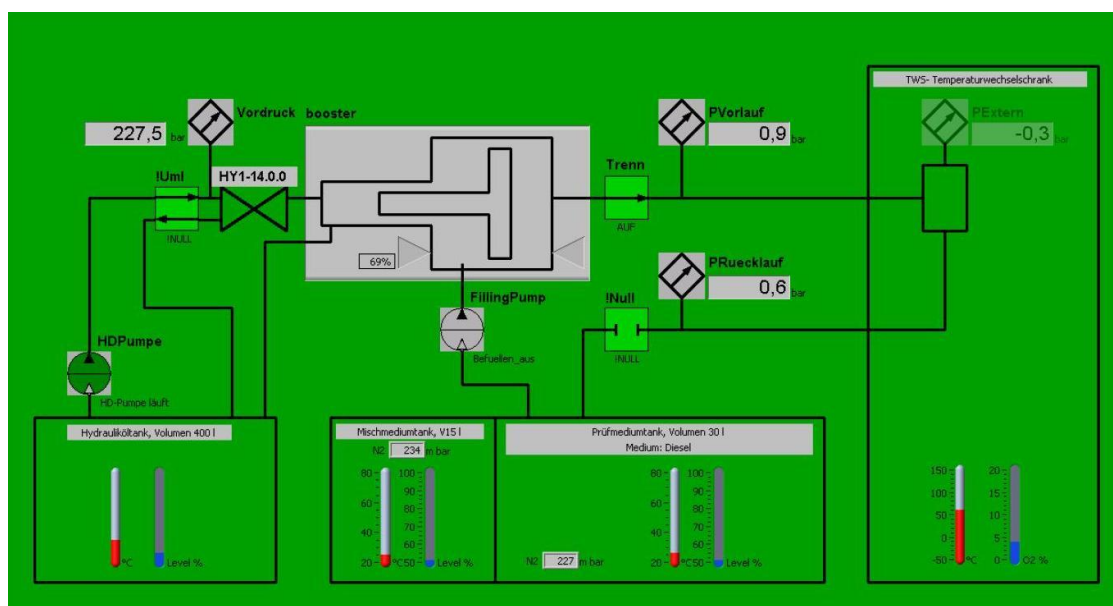 TWS- Temperaturwechselschrank
Vordruck
booster
227,5 bar
PVorlauf
0,9 bar
PExtern
-0,3 bar
!Uml
HY1-14.0.0
!NULL
Trenn
AUF
69%
PRuecklauf
0,6 bar
FillingPump
Befuellen_aus
!Null
!NULL
HDPumpe
HD-Pumpe läuft
Hydrauliköltank, Volumen 400 l
°C
Level %
Mischmediumtank, V15 l
N2 234 m bar
80
60
40
20
°C
100
90
80
70
60
50
Level %
Prüfmediumtank, Volumen 30 l
Medium: Diesel
N2 227 m bar
80
60
40
20
°C
100
90
80
70
60
50
Level %
150
100
50
0
-50
°C
20
15
10
5
0
O2 %